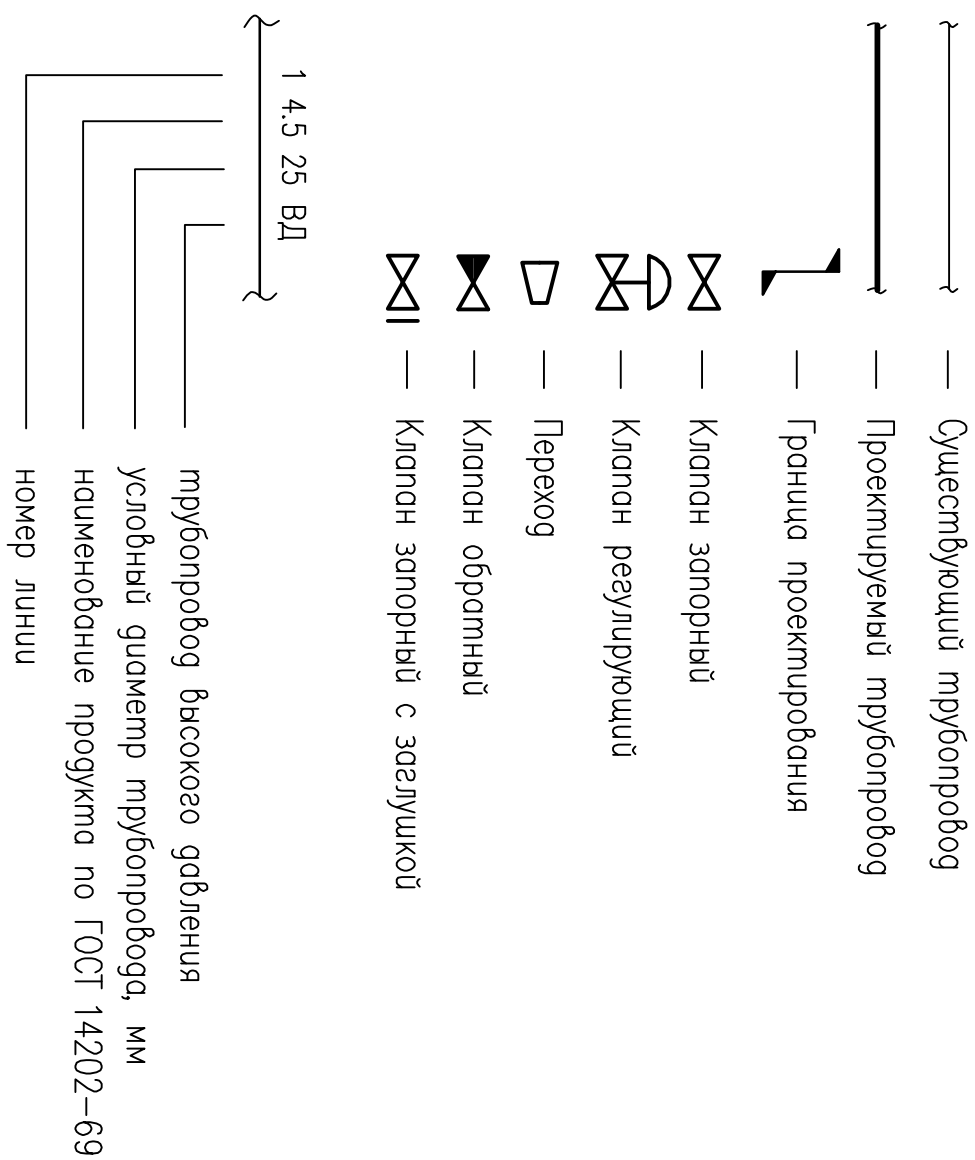 Существующий трубопровод
Проектируемый трубопровод
Граница проектирования
Клапан запорный
Клапан регулирующий
Переход
Клапан обратный
Клапан запорный с заглушкой
1 4.5 25 ВД
трубопровод высокого давления
условный диаметр трубопровода, мм
наименование продукта по ГОСТ 14202-69
номер линии